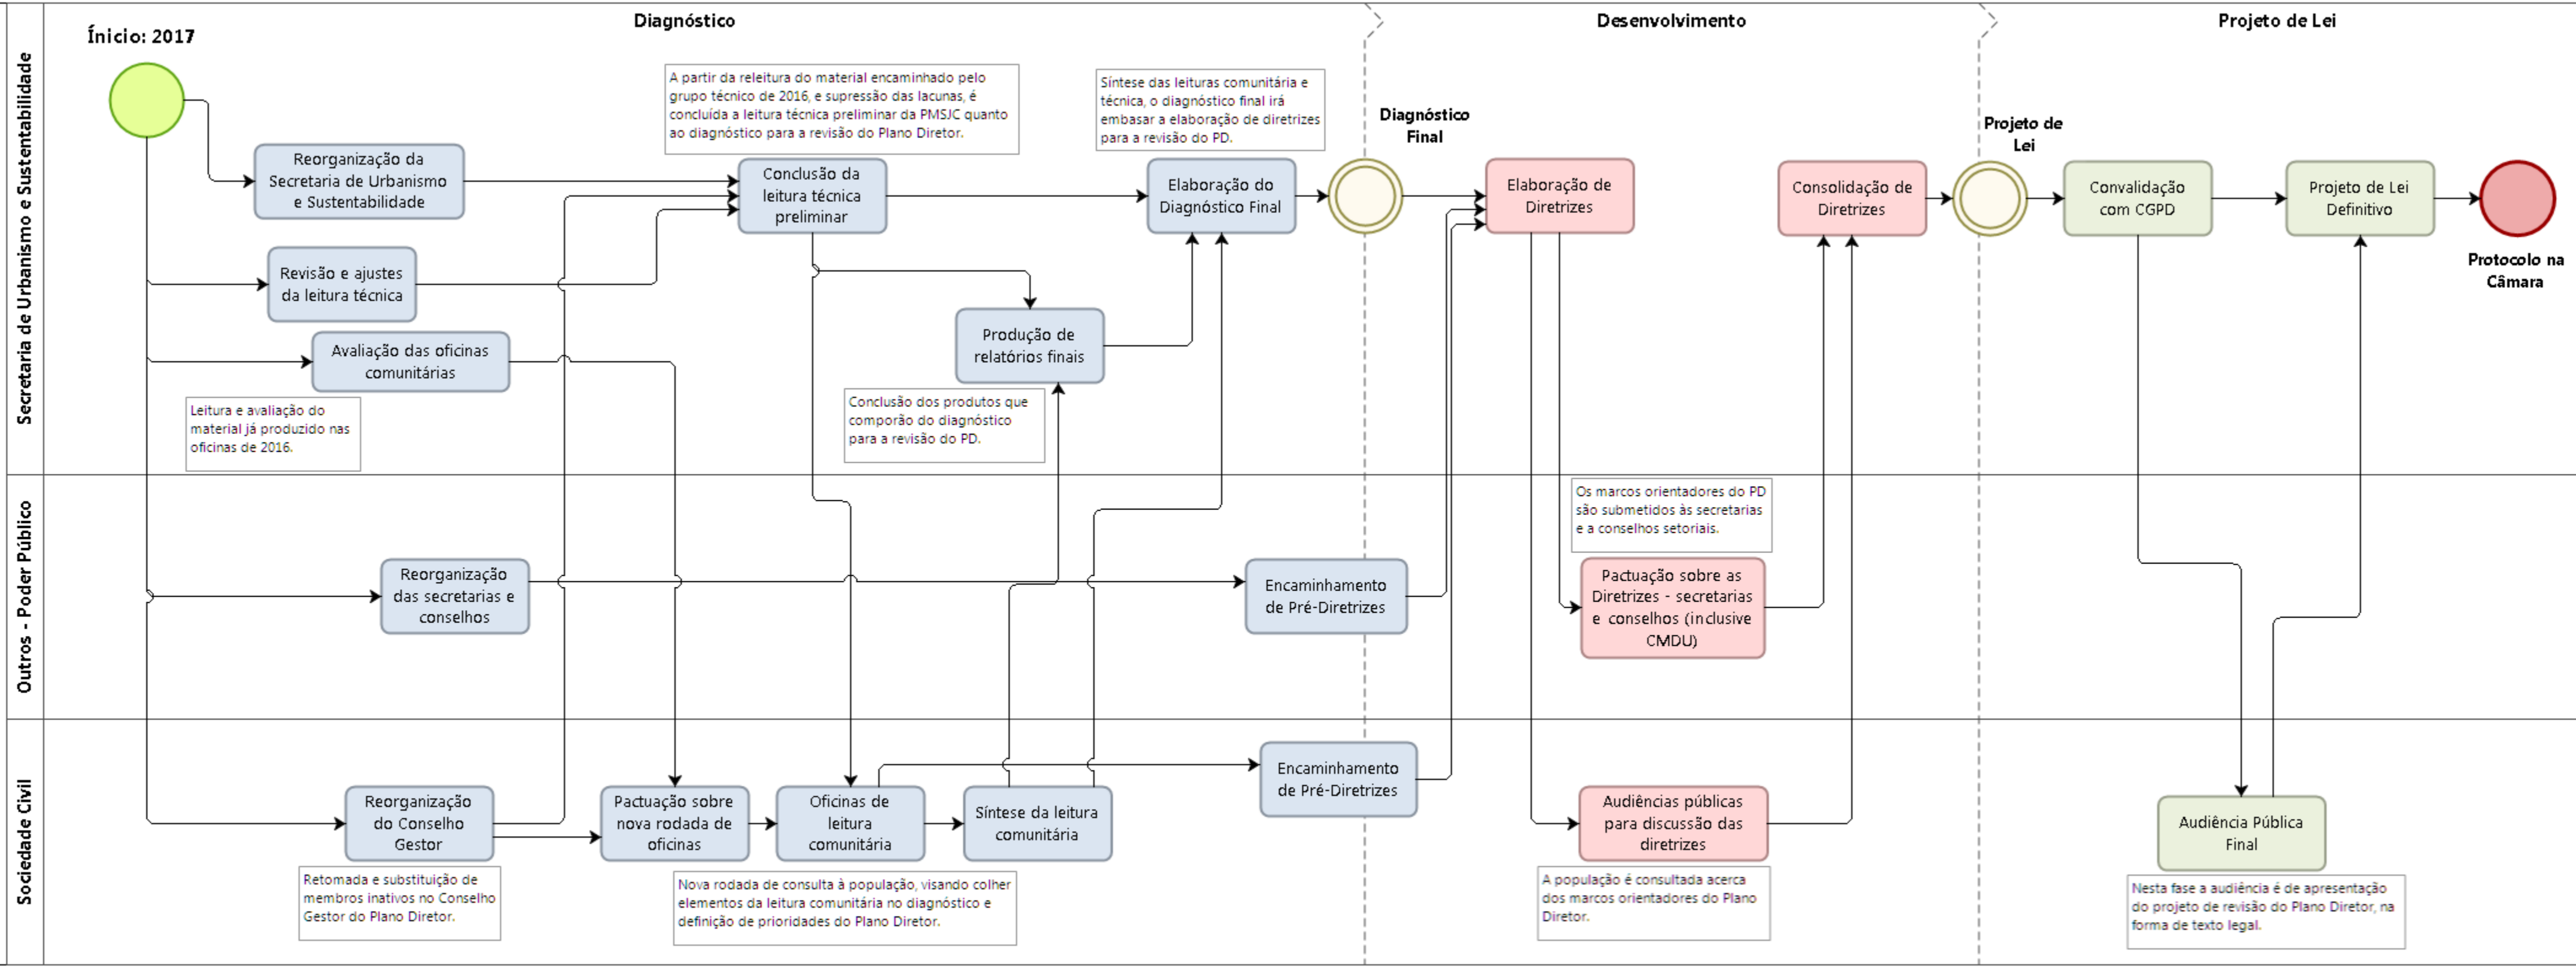 Diagnóstico
Desenvolvimento
Projeto de Lei
Secretaria de Urbanismo e Sustentabilidade
Ínicio: 2017
A partir da releitura do material encaminhado pelo
grupo técnico de 2016, e supressão das lacunas, é
concluída a leitura técnica preliminar da PMSJC quanto
ao diagnóstico para a revisão do Plano Diretor.
Síntese das leituras comunitária e
técnica, o diagnóstico final irá
embasar a elaboração de diretrizes
para a revisão do PD.
Diagnóstico
Final
Projeto de
Lei
Reorganização da
Secretaria de Urbanismo
e Sustentabilidade
Conclusão da
leitura técnica
preliminar
Elaboração do
Diagnóstico Final
Elaboração de
Diretrizes
Consolidação de
Diretrizes
Convalidação
com CGPD
Projeto de Lei
Definitivo
Protocolo na
Câmara
Revisão e ajustes
da leitura técnica
Produção de
relatórios finais
Avaliação das oficinas
comunitárias
Leitura e avaliação do
material já produzido nas
oficinas de 2016.
Conclusão dos produtos que
comporão do diagnóstico
para a revisão do PD.
Outros - Poder Público
Os marcos orientadores do PD
são submetidos às secretarias
e a conselhos setoriais.
Reorganização
das secretarias e
conselhos
Encaminhamento
de Pré-Diretrizes
Pactuação sobre as
Diretrizes - secretarias
e conselhos (inclusive
CMDU)
Sociedade Civil
Reorganização
do Conselho
Gestor
Pactuação sobre
nova rodada de
oficinas
Oficinas de
leitura
comunitária
Síntese da leitura
comunitária
Encaminhamento
de Pré-Diretrizes
Audiências públicas
para discussão das
diretrizes
Audiência Pública
Final
Retomada e substituição de
membros inativos no Conselho
Gestor do Plano Diretor.
Nova rodada de consulta à população, visando colher
elementos da leitura comunitária no diagnóstico e
definição de prioridades do Plano Diretor.
A população é consultada acerca
dos marcos orientadores do Plano
Diretor.
Nesta fase a audiência é de apresentação
do projeto de revisão do Plano Diretor, na
forma de texto legal.